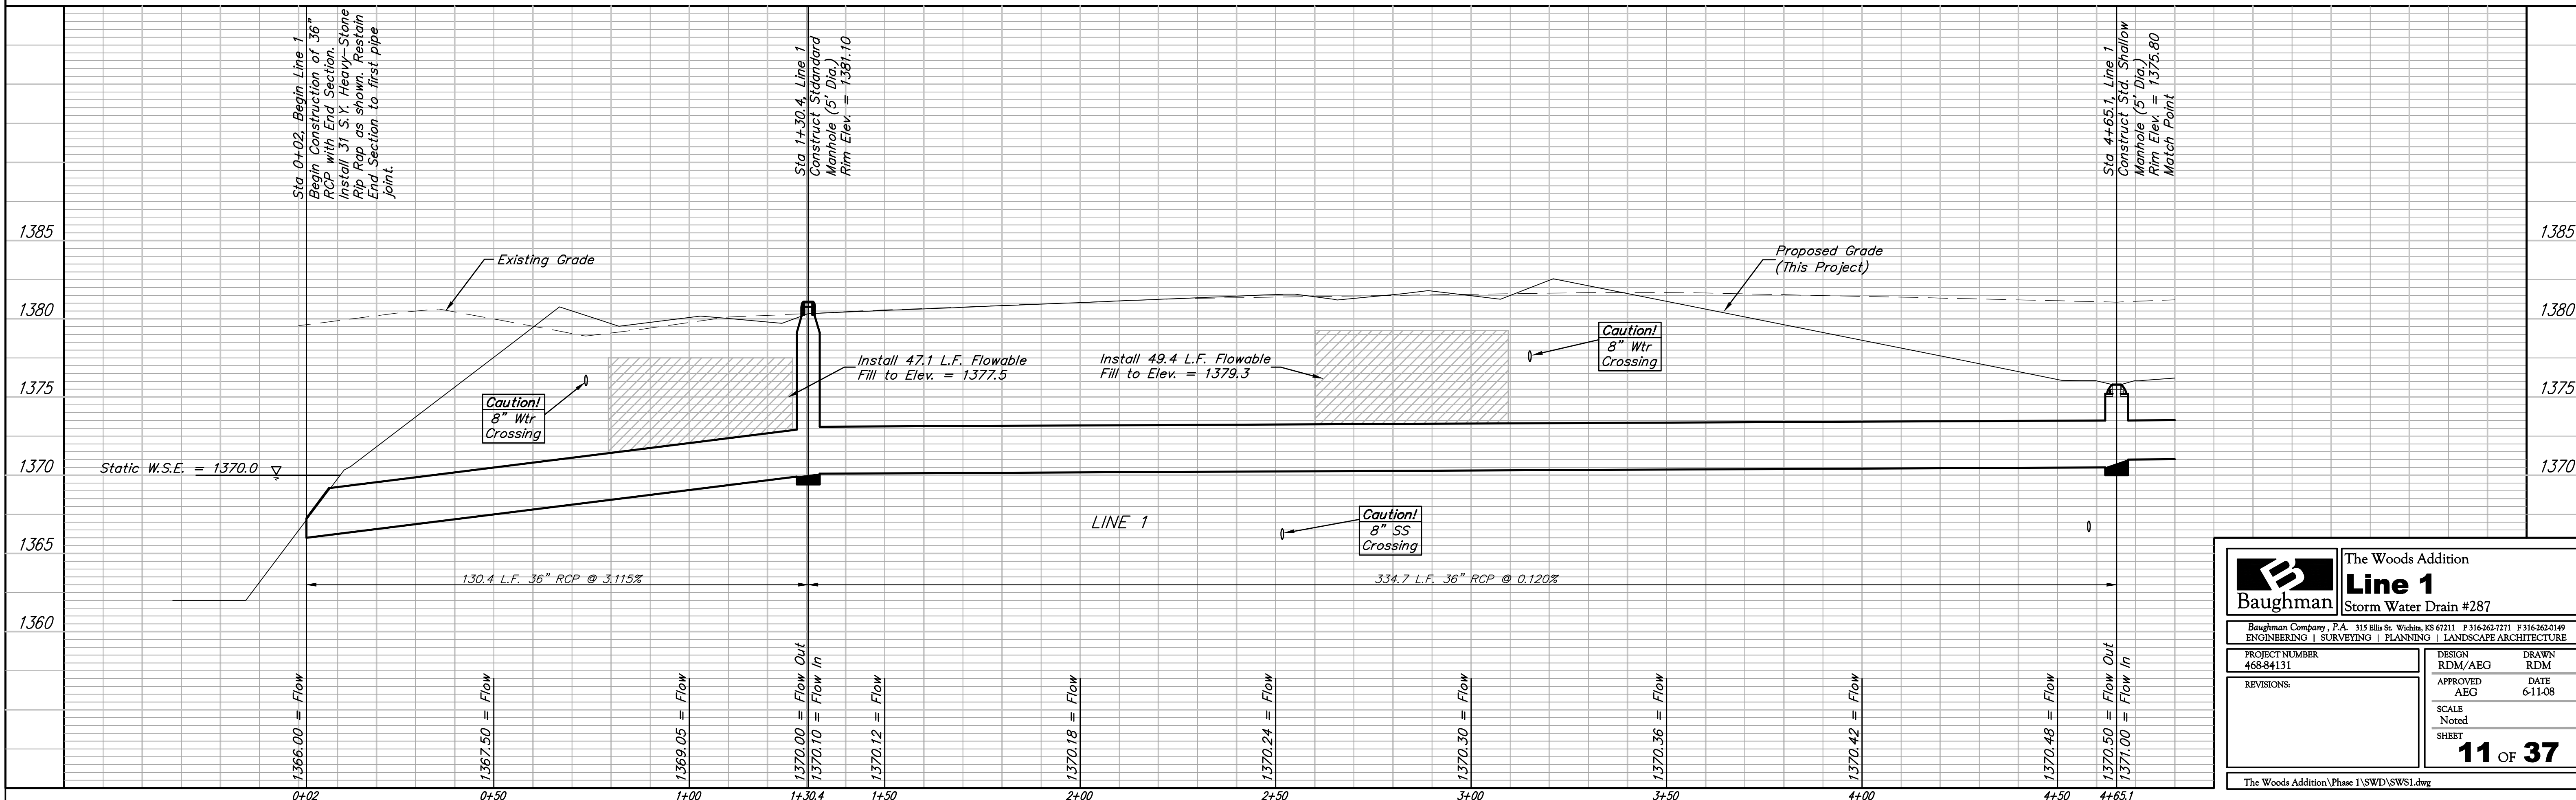 Sta 0+02, Begin Line 1
Begin Construction of 36"
RCP with End Section.
Install 31 S.Y. Heavy-Stone
Rip Rap as shown. Restain
End Section to first pipe
joint.
Sta 1+30.4, Line 1
Construct Stdandard
Manhole (5' Dia.)
Rim Elev. = 1381.10
Sta 4+65.1, Line 1
Construct Std. Shallow
Manhole (5' Dia.)
Rim Elev. = 1375.80
Match Point
1385
1380
1375
1370
1365
1360
1385
1380
1375
1370
Existing Grade
Proposed Grade
(This Project)
Install 47.1 L.F. Flowable
Fill to Elev. = 1377.5
Install 49.4 L.F. Flowable
Fill to Elev. = 1379.3
Caution!
8" Wtr
Crossing
Caution!
8" Wtr
Crossing
Static W.S.E. = 1370.0
LINE 1
Caution!
8" SS
Crossing
130.4 L.F. 36" RCP @ 3.115%
334.7 L.F. 36" RCP @ 0.120%
1366.00 = Flow
1367.50 = Flow
1369.05 = Flow
1370.00 = Flow Out
1370.10 = Flow In
1370.12 = Flow
1370.18 = Flow
1370.24 = Flow
1370.30 = Flow
1370.36 = Flow
1370.42 = Flow
1370.48 = Flow
1370.50 = Flow Out
1371.00 = Flow In
0+02
0+50
1+00
1+30.4
1+50
2+00
2+50
3+00
3+50
4+00
4+50
4+65.1
B
Baughman
The Woods Addition
Line 1
Storm Water Drain #287
Baughman Company, P.A. 315 Ellis St. Wichita, KS 67211 P 316-262-7271 F 316-262-0149
ENGINEERING | SURVEYING | PLANNING | LANDSCAPE ARCHITECTURE
PROJECT NUMBER
468-84131
REVISIONS:
DESIGN
RDM/AEG
DRAWN
RDM
APPROVED
AEG
DATE
6-11-08
SCALE
Noted
SHEET
11 OF 37
The Woods Addition\Phase 1\SWD\SWS1.dwg